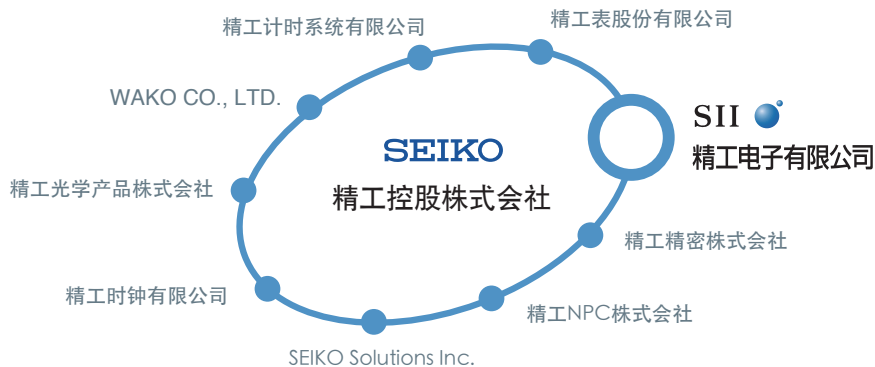 精工表股份有限公司
精工计时系统有限公司
WAKO CO., LTD.
SII
精工电子有限公司
SEIKO
精工控股株式会社
精工光学产品株式会社
精工精密株式会社
精工时钟有限公司
精工NPC株式会社
SEIKO Solutions Inc.